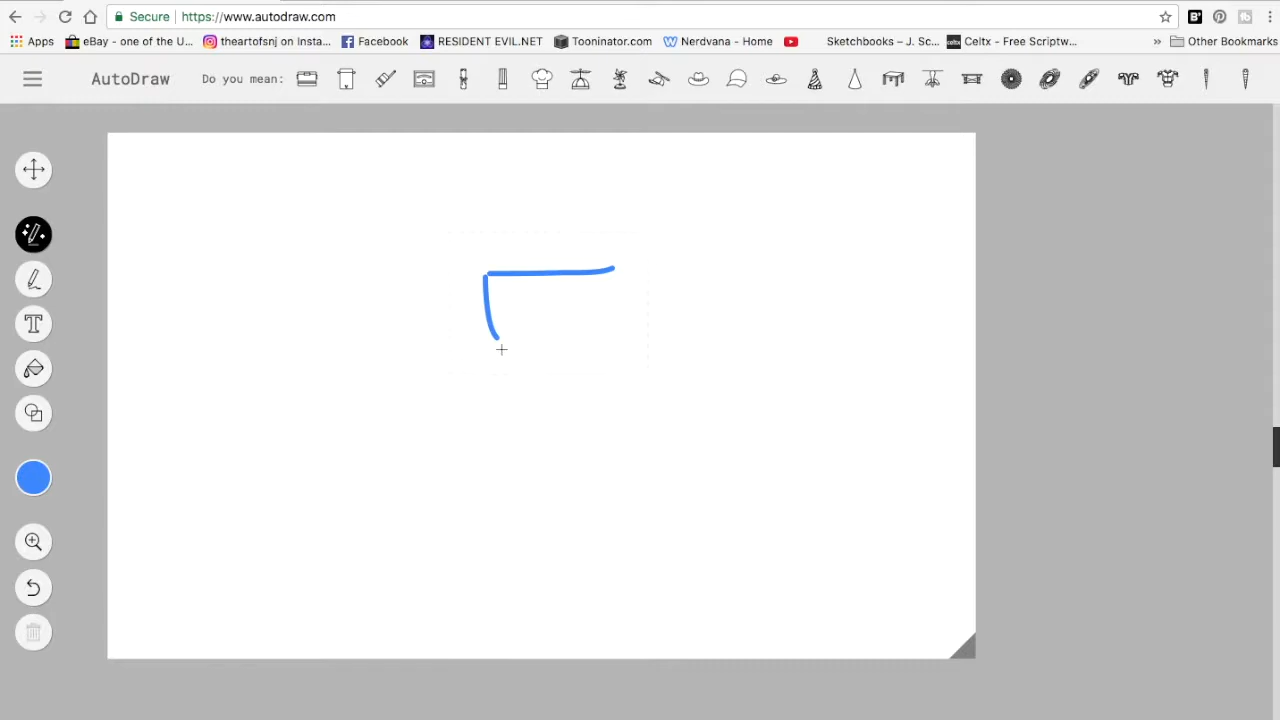 Secure https://www.autodraw.com
Apps eBay - one of the U... theartofsnj on Insta... Facebook RESIDENT EVIL.NET Tooninator.com Nerdvana - Home Sketchbooks – J. Sc... Celtx - Free Scriptw... » Other Bookmarks
AutoDraw Do you mean:
T